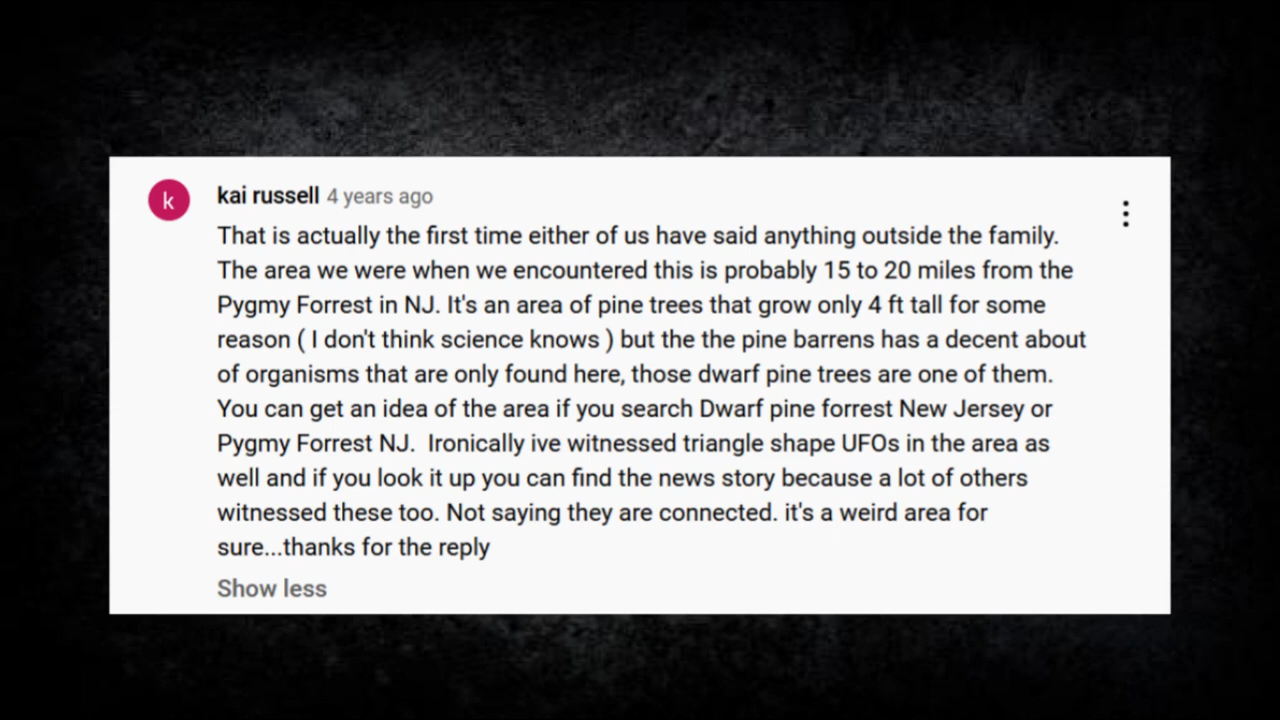 k
kai russell 4 years ago
That is actually the first time either of us have said anything outside the family.
The area we were when we encountered this is probably 15 to 20 miles from the
Pygmy Forrest in NJ. It's an area of pine trees that grow only 4 ft tall for some
reason ( I don't think science knows ) but the the pine barrens has a decent about
of organisms that are only found here, those dwarf pine trees are one of them.
You can get an idea of the area if you search Dwarf pine forrest New Jersey or
Pygmy Forrest NJ.  Ironically ive witnessed triangle shape UFOs in the area as
well and if you look it up you can find the news story because a lot of others
witnessed these too. Not saying they are connected. it's a weird area for
sure...thanks for the reply
Show less